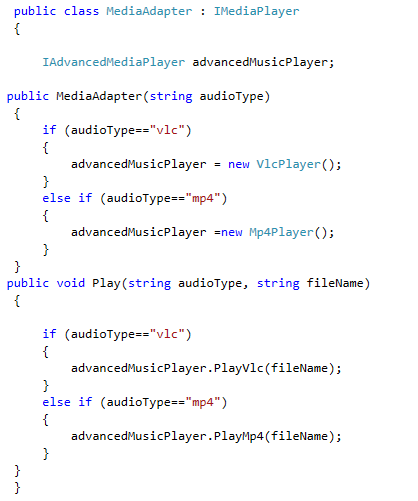 public class MediaAdapter : IMediaPlayer
{
IAdvancedMediaPlayer advancedMusicPlayer;
public MediaAdapter(string audioType)
{
if (audioType=="vlc")
{
advancedMusicPlayer = new VlcPlayer();
}
else if (audioType=="mp4")
{
advancedMusicPlayer =new Mp4Player();
}
}
public void Play(string audioType, string fileName)
{
if (audioType=="vlc")
{
advancedMusicPlayer.PlayVlc(fileName);
}
else if (audioType=="mp4")
{
advancedMusicPlayer.PlayMp4(fileName);
}
}
}